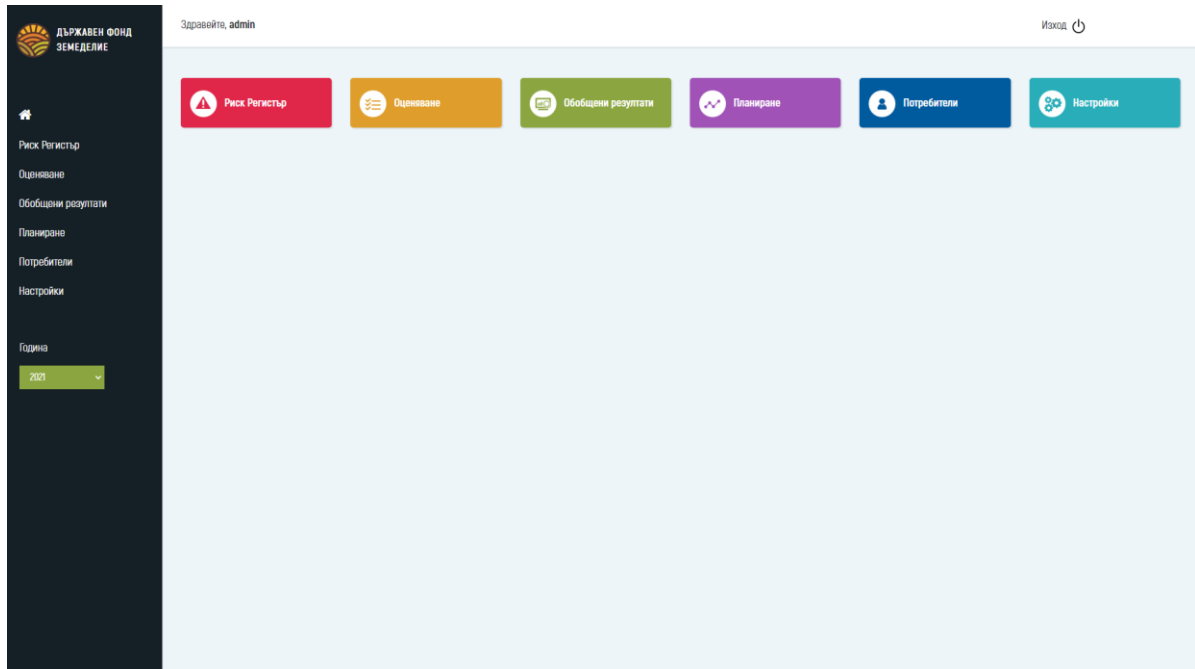 ДЪРЖАВЕН ФОНД
ЗЕМЕДЕЛИЕ
Здравейте, admin
Изход
Риск Регистър
Оценяване
Обобщени резултати
Планиране
Потребители
Настройки
Риск Регистър
Оценяване
Обобщени резултати
Планиране
Потребители
Настройки
Година
2021